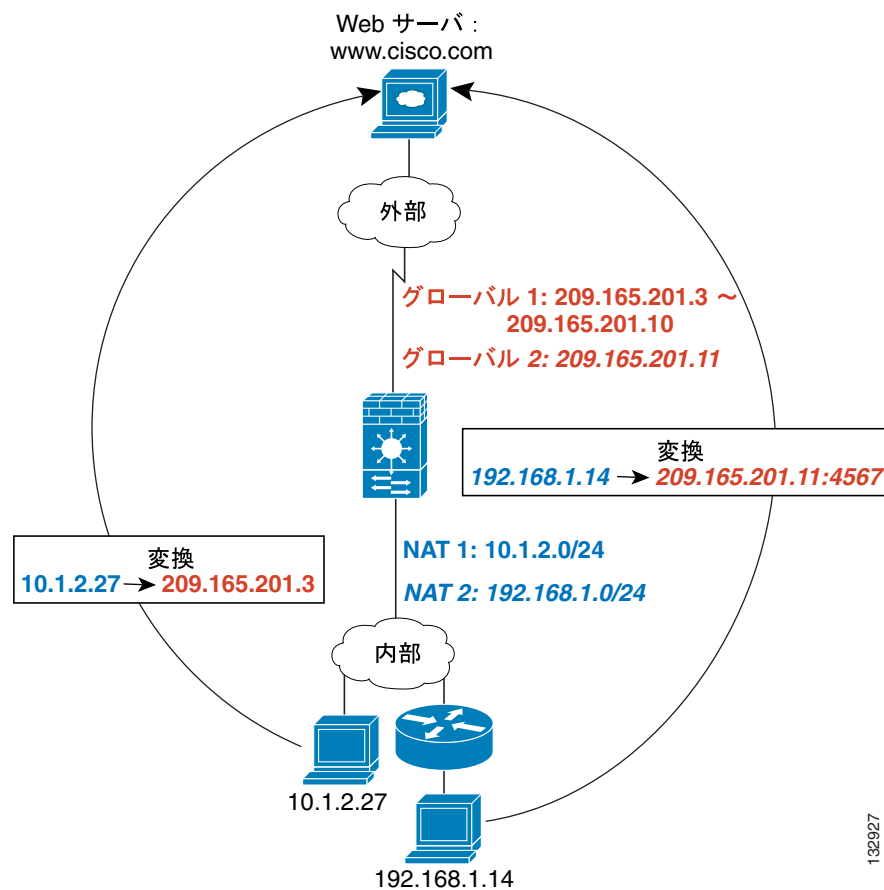 Web サーバ :
www.cisco.com
外部
グローバル 1: 209.165.201.3 ~
209.165.201.10
グローバル 2: 209.165.201.11
変換
192.168.1.14 → 209.165.201.11:4567
NAT 1: 10.1.2.0/24
NAT 2: 192.168.1.0/24
変換
10.1.2.27 → 209.165.201.3
内部
10.1.2.27
192.168.1.14
132927